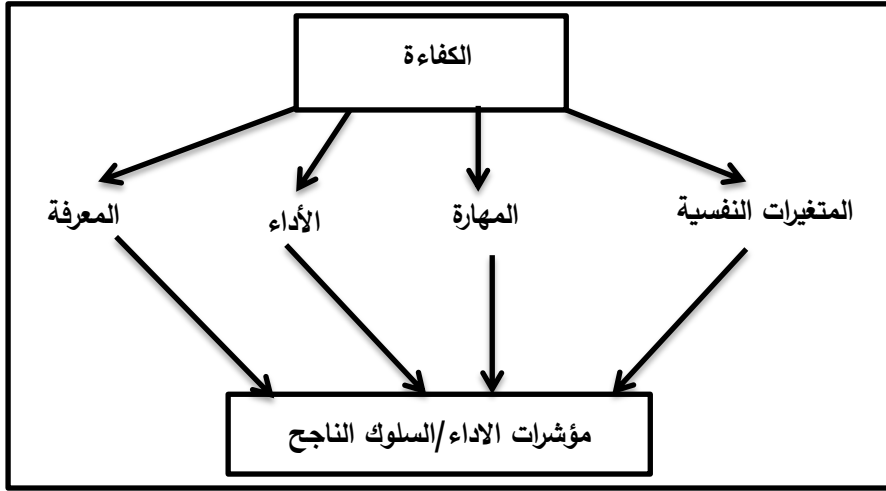 الكفاءة
المتغيرات النفسية
المهارة
الأداء
المعرفة
مؤشرات الاداء/السلوك الناجح